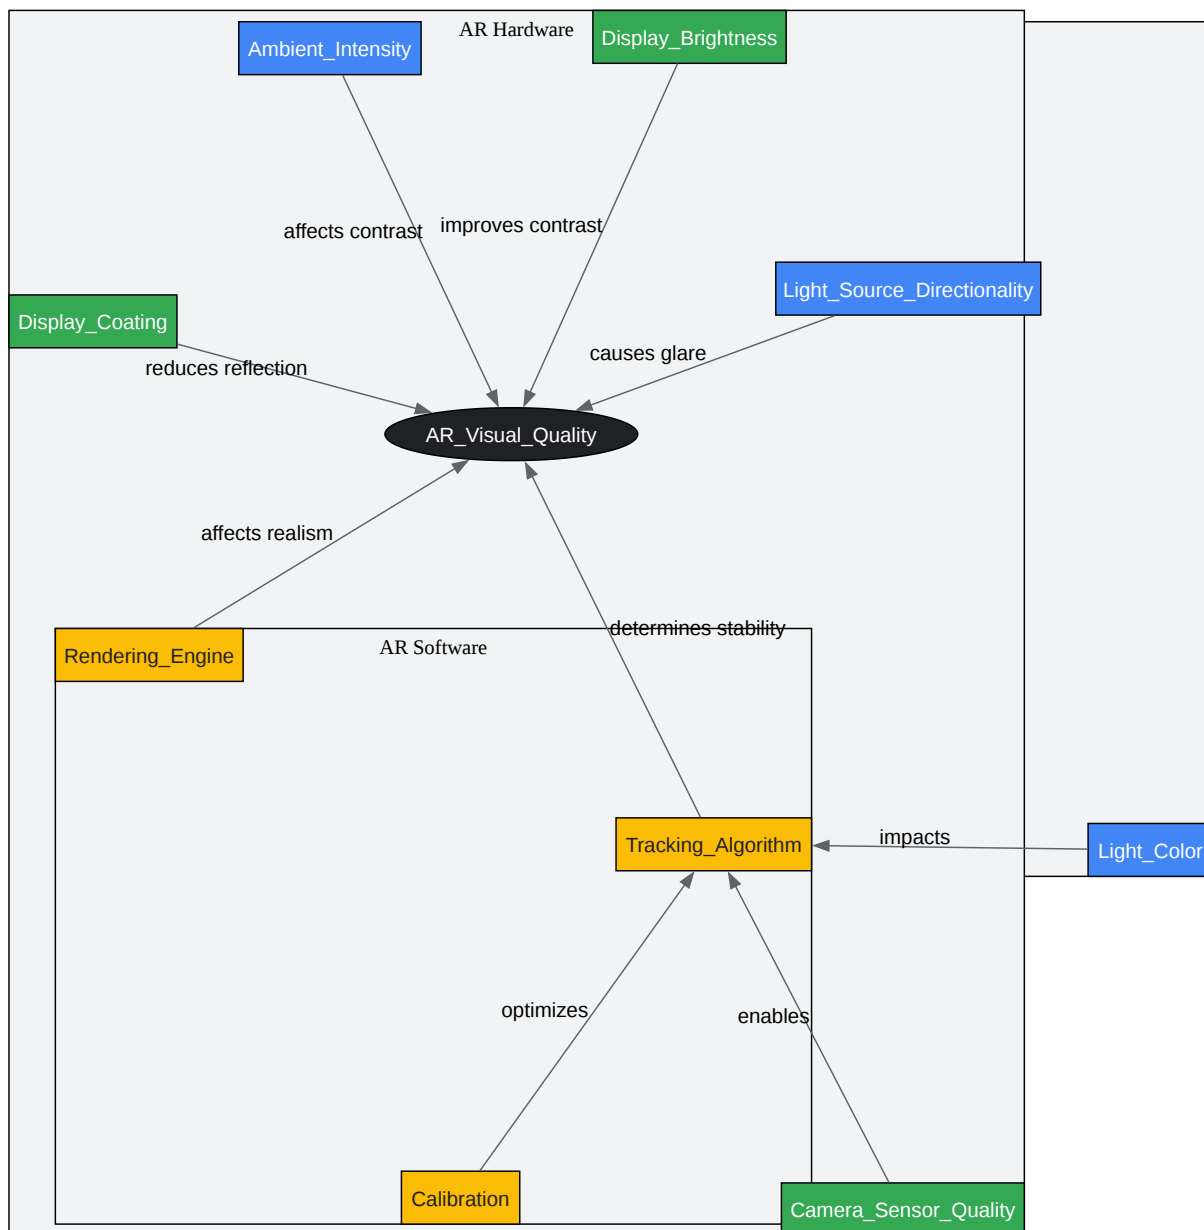 AR Hardware
Ambient_Intensity
Display_Brightness
affects contrast
improves contrast
Light_Source_Directionality
Display_Coating
causes glare
reduces reflection
AR_Visual_Quality
affects realism
determines stability
AR Software
Rendering_Engine
impacts
Tracking_Algorithm
Light_Color
optimizes
enables
Calibration
Camera_Sensor_Quality